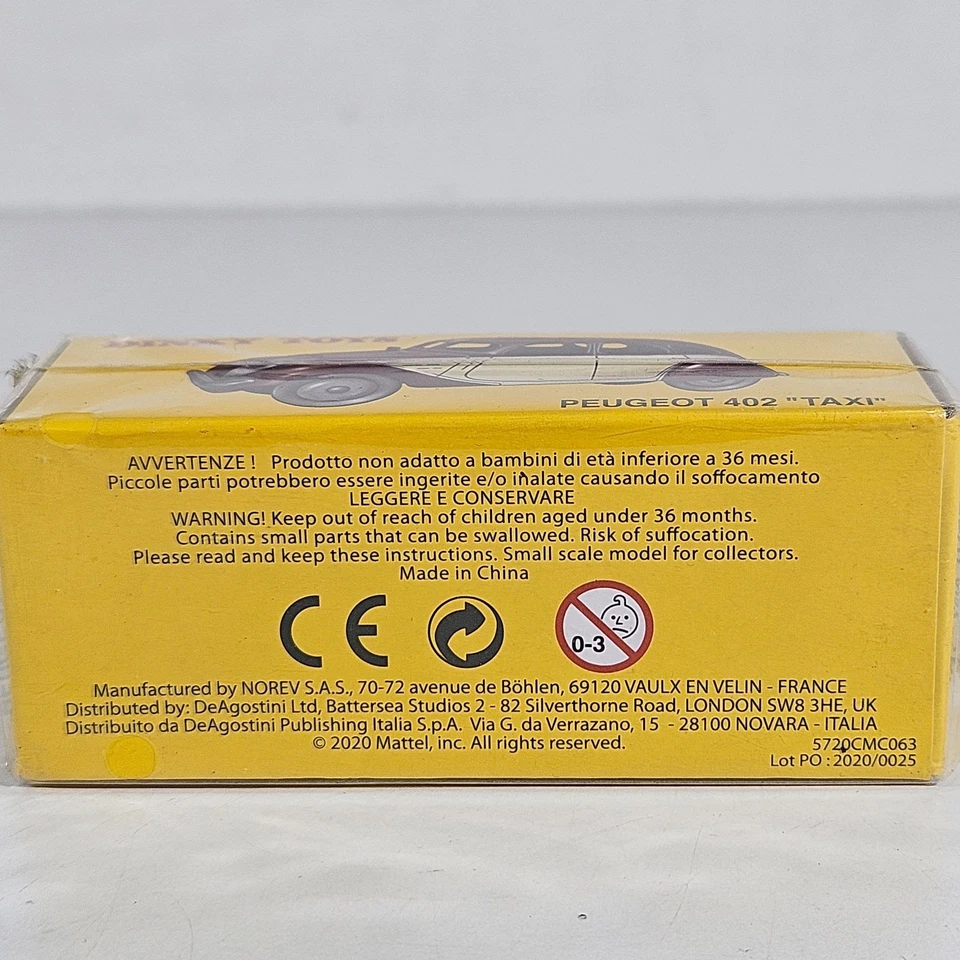 DINKY TOYS
PEUGEOT 402 "TAXI"
AVVERTENZE ! Prodotto non adatto a bambini di età inferiore a 36 mesi.
Piccole parti potrebbero essere ingerite e/o inalate causando il soffocamento
LEGGERE E CONSERVARE
WARNING! Keep out of reach of children aged under 36 months.
Contains small parts that can be swallowed. Risk of suffocation.
Please read and keep these instructions. Small scale model for collectors.
Made in China
CE
0-3
Manufactured by NOREV S.A.S., 70-72 avenue de Böhlen, 69120 VAULX EN VELIN - FRANCE
Distributed by: DeAgostini Ltd, Battersea Studios 2 - 82 Silverthorne Road, LONDON SW8 3HE, UK
Distribuito da DeAgostini Publishing Italia S.p.A. Via G. da Verrazano, 15 - 28100 NOVARA - ITALIA
© 2020 Mattel, inc. All rights reserved.
5720CMC063
Lot PO : 2020/0025